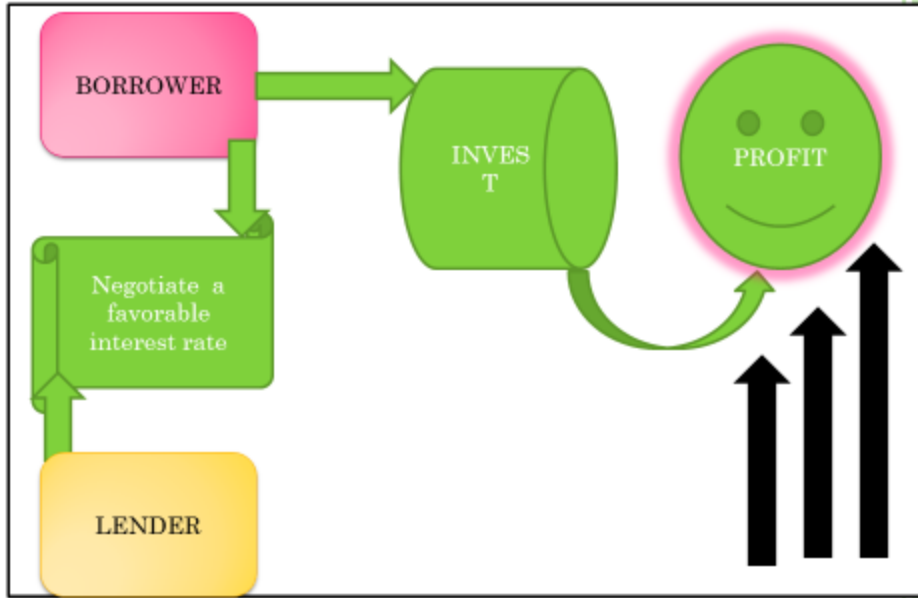 BORROWER
INVES
T
PROFIT
Negotiate a
favorable
interest rate
LENDER